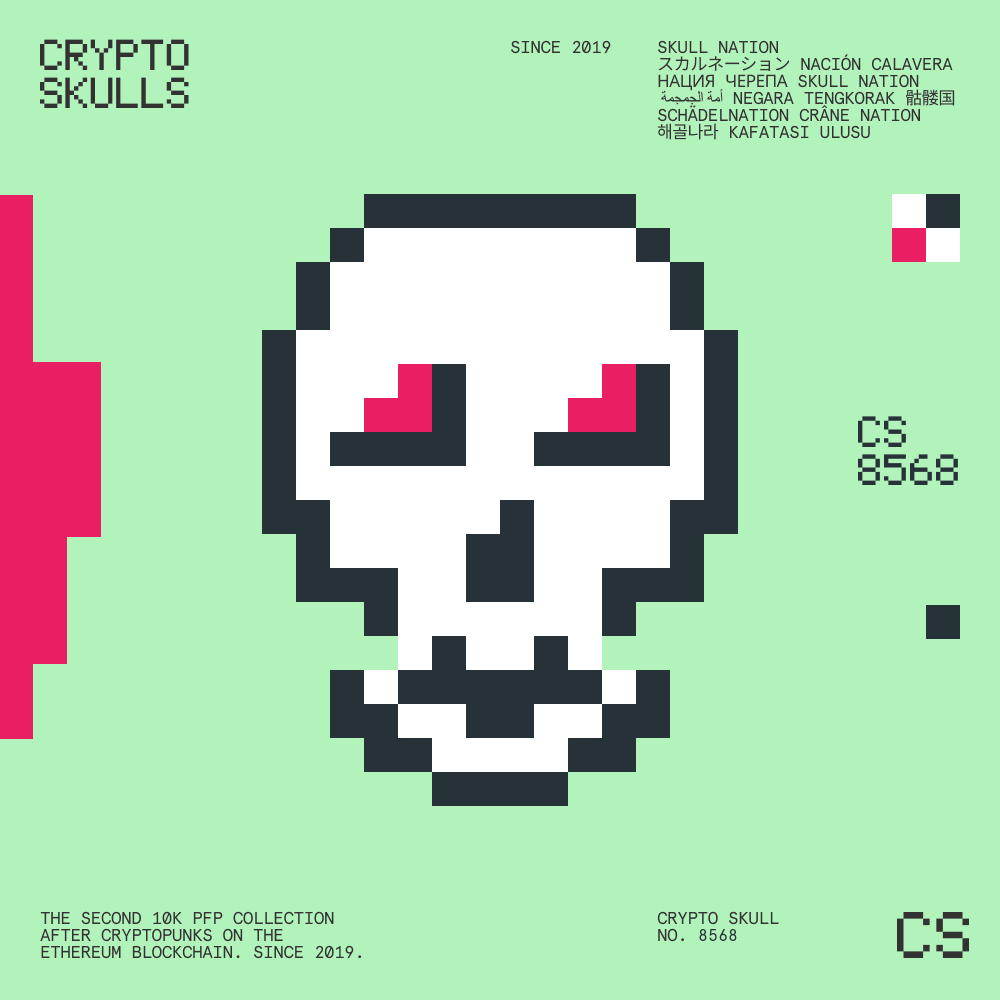 CRYPTO
SKULLS
SINCE 2019
SKULL NATION
スカルネーション NACIÓN CALAVERA
НАЦИЯ ЧЕРЕПА SKULL NATION
أمة الجمجمة NEGARA TENGKORAK 骷髅国
SCHÄDELNATION CRÂNE NATION
해골나라 KAFATASI ULUSU
CS
8568
THE SECOND 10K PFP COLLECTION
AFTER CRYPTOPUNKS ON THE
ETHEREUM BLOCKCHAIN. SINCE 2019.
CRYPTO SKULL
NO. 8568
CS